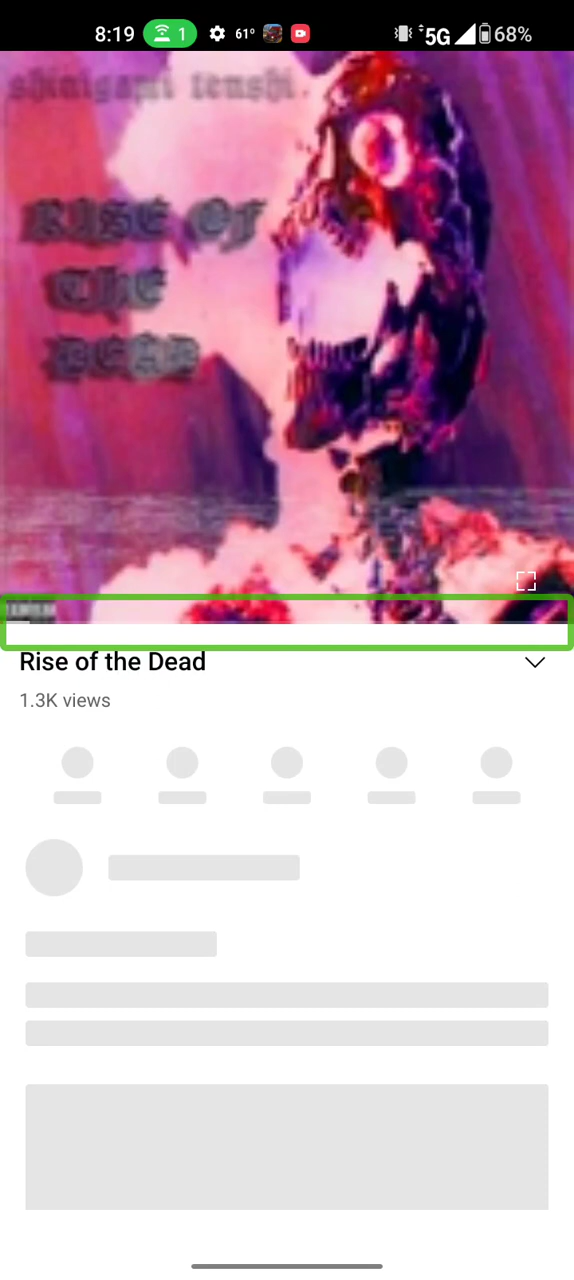 8:19
1
61°
5G
68%
shinigami tenshi.
RISE Of
The
DEAD
Rise of the Dead
1.3K views